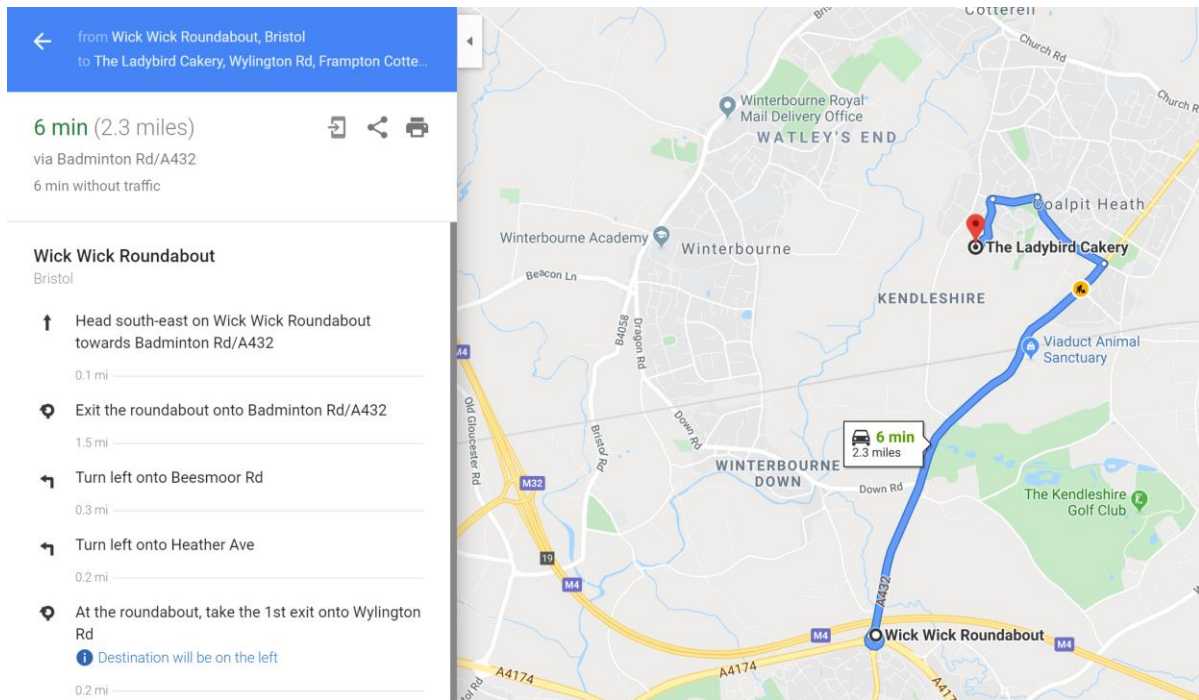 from Wick Wick Roundabout, Bristol
to The Ladybird Cakery, Wylington Rd, Frampton Cotte...
6 min (2.3 miles)
via Badminton Rd/A432
6 min without traffic
Wick Wick Roundabout
Bristol
Head south-east on Wick Wick Roundabout
towards Badminton Rd/A432
0.1 mi
Exit the roundabout onto Badminton Rd/A432
1.5 mi
Turn left onto Beesmoor Rd
0.3 mi
Turn left onto Heather Ave
0.2 mi
At the roundabout, take the 1st exit onto Wylington
Rd
Destination will be on the left
0.2 mi
Cotterell
Church Rd
Winterbourne Royal
Mail Delivery Office
WATLEY'S END
Coalpit Heath
Winterbourne Academy
Winterbourne
The Ladybird Cakery
Beacon Ln
KENDLESHIRE
B4058
Dragon Rd
Viaduct Animal
Sanctuary
M4
Old Gloucester Rd
Down Rd
Bristol Rd
6 min
2.3 miles
WINTERBOURNE
DOWN
Down Rd
M32
The Kendleshire
Golf Club
19
M4
A432
M4
Wick Wick Roundabout
M4
A4174
A4174